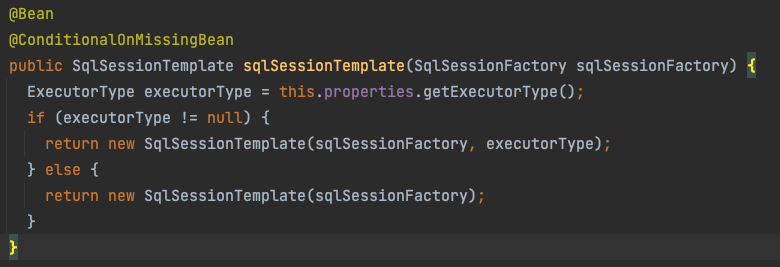 @Bean
@ConditionalOnMissingBean
public SqlSessionTemplate sqlSessionTemplate(SqlSessionFactory sqlSessionFactory) {
  ExecutorType executorType = this.properties.getExecutorType();
  if (executorType != null) {
    return new SqlSessionTemplate(sqlSessionFactory, executorType);
  } else {
    return new SqlSessionTemplate(sqlSessionFactory);
  }
}